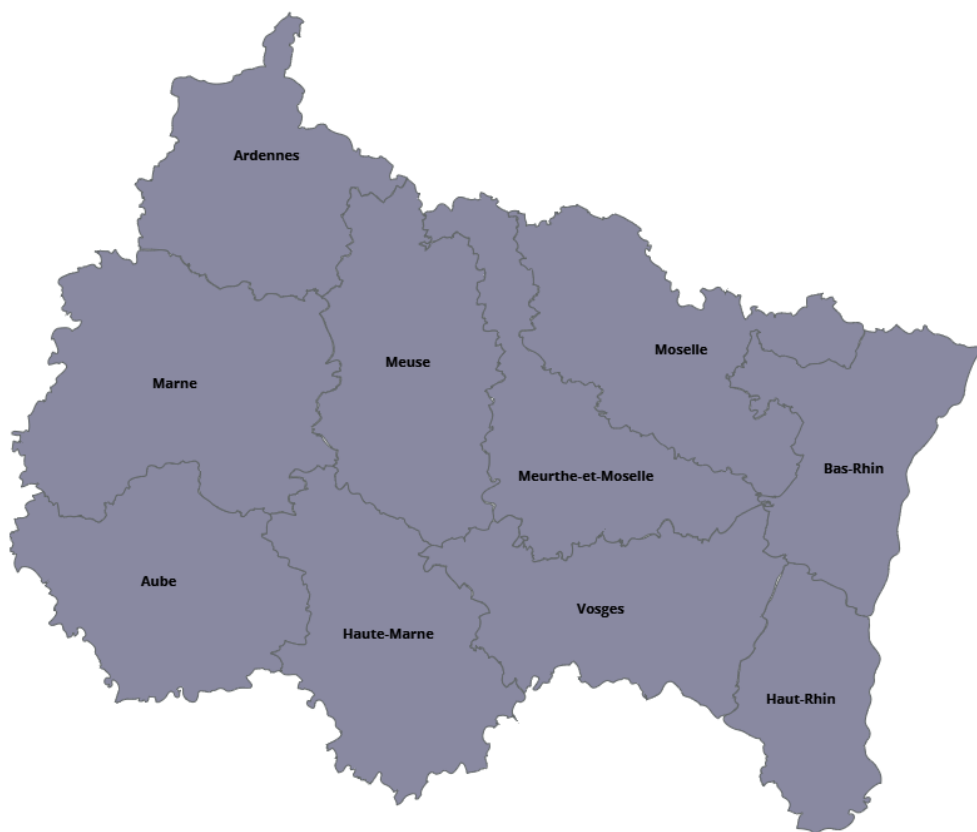 Ardennes
Moselle
Meuse
Marne
Bas-Rhin
Meurthe-et-Moselle
Aube
Vosges
Haute-Marne
Haut-Rhin